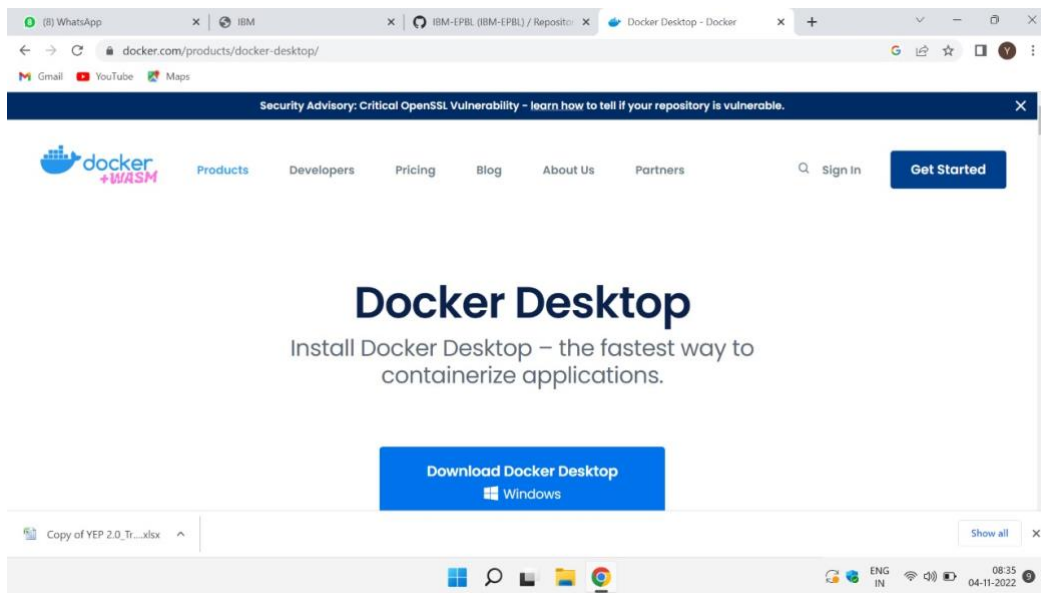 (8) WhatsApp
IBM
IBM-EPBL (IBM-EPBL) / Repositor
Docker Desktop - Docker
docker.com/products/docker-desktop/
Gmail
YouTube
Maps
Security Advisory: Critical OpenSSL Vulnerability – learn how to tell if your repository is vulnerable.
docker
+WASM
Products
Developers
Pricing
Blog
About Us
Partners
Sign In
Get Started
Docker Desktop
Install Docker Desktop – the fastest way to
containerize applications.
Download Docker Desktop
Windows
Copy of YEP 2.0_Tr....xlsx
Show all
ENG
IN
08:35
04-11-2022
9